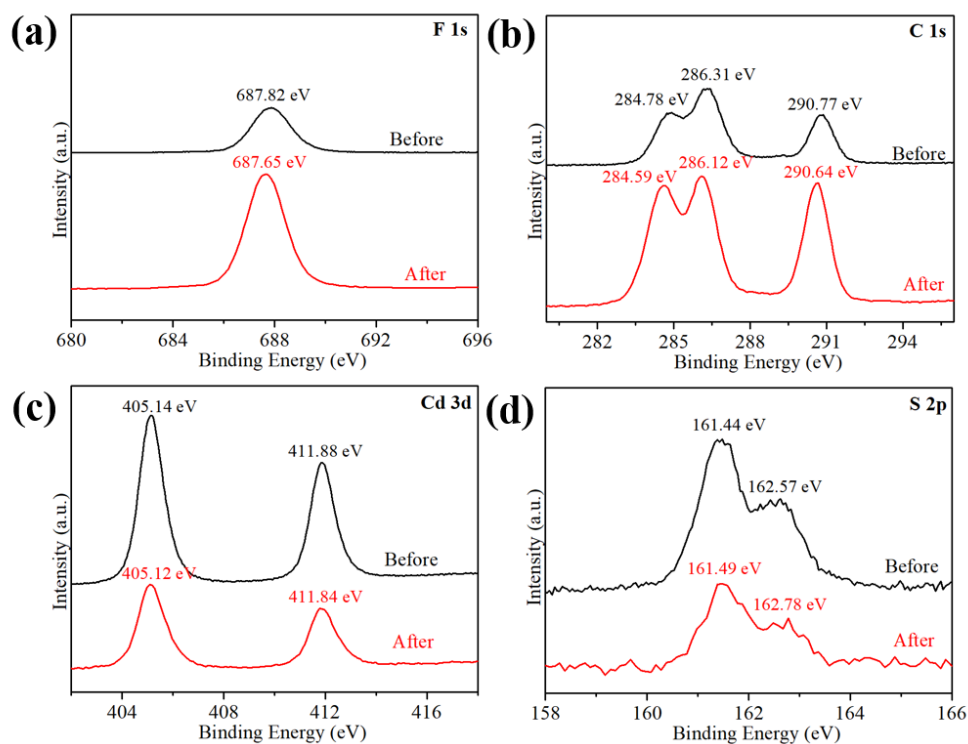 (a)
F 1s
687.82 eV
Before
687.65 eV
After
Intensity (a.u.)
680 684 688 692 696
Binding Energy (eV)
(b)
C 1s
284.78 eV
286.31 eV
290.77 eV
Before
284.59 eV
286.12 eV
290.64 eV
After
Intensity (a.u.)
282 285 288 291 294
Binding Energy (eV)
(c)
Cd 3d
405.14 eV
411.88 eV
Before
405.12 eV
411.84 eV
After
Intensity (a.u.)
404 408 412 416
Binding Energy (eV)
(d)
S 2p
161.44 eV
162.57 eV
Before
161.49 eV
162.78 eV
After
Intensity (a.u.)
158 160 162 164 166
Binding Energy (eV)